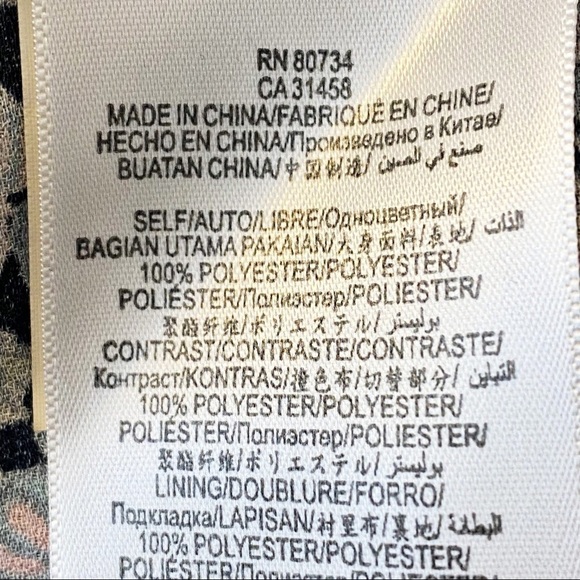 RN 80734
CA 31458
MADE IN CHINA/FABRIQUÉ EN CHINE/
HECHO EN CHINA/Произведено в Китае/
BUATAN CHINA/中国制造/ صنع في الصين
SELF/AUTO/LIBRE/Одноцветный/
BAGIAN UTAMA PAKAIAN/大身面料/表地/ الذات
100% POLYESTER/POLYESTER/
POLIÉSTER/Полиэстер/POLIESTER/
聚酯纤维/ポリエステル/ بوليستر
CONTRAST/CONTRASTE/CONTRASTE/
Контраст/KONTRAS/撞色布/切替部分/ التباين
100% POLYESTER/POLYESTER/
POLIÉSTER/Полиэстер/POLIESTER/
聚酯纤维/ポリエステル/ بوليستر
LINING/DOUBLURE/FORRO/
Подкладка/LAPISAN/衬里布/裏地/ البطانة
100% POLYESTER/POLYESTER/
POLIÉSTER/Полиэстер/POLIESTER/